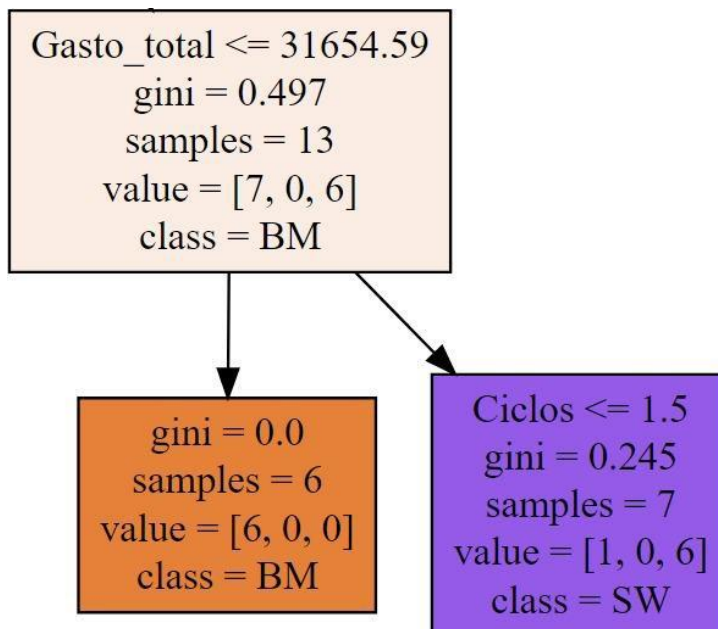 Gasto_total <= 31654.59
gini = 0.497
samples = 13
value = [7, 0, 6]
class = BM
gini = 0.0
samples = 6
value = [6, 0, 0]
class = BM
Ciclos <= 1.5
gini = 0.245
samples = 7
value = [1, 0, 6]
class = SW